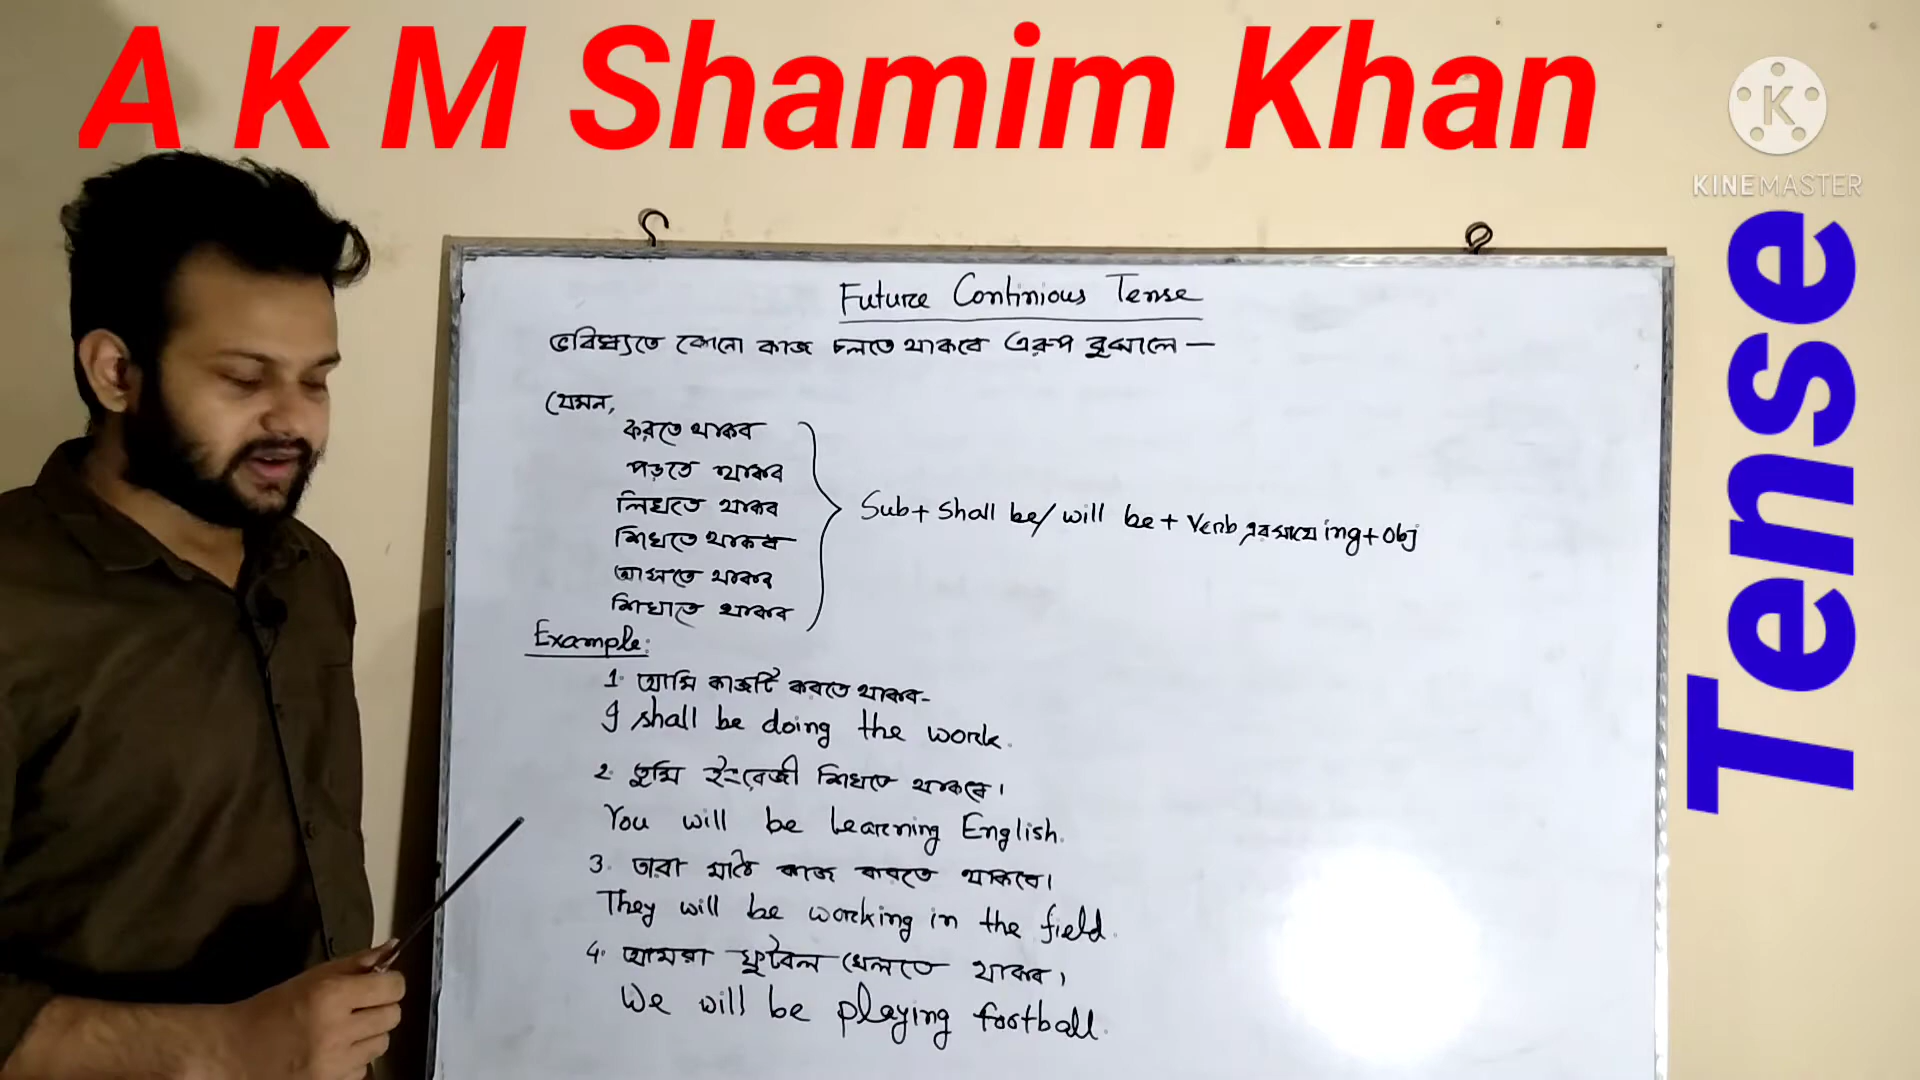 A K M Shamim Khan
KINEMASTER
Tense
Future Continious Tense
ভবিষ্যতে কোনো কাজ চলতে থাকবে এরূপ বুঝালে —
যেমন,
করতে থাকব
পড়তে থাকব
লিখতে থাকব
শিখতে থাকব
আসতে থাকব
শিখাতে থাকব
Sub + Shall be/ will be + Verb এর সাথে ing + Obj
Example:
1. আমি কাজটি করতে থাকব-
I shall be doing the work.
2. তুমি ইংরেজী শিখতে থাকবে।
You will be learning English.
3. তারা মাঠে কাজ করতে থাকবে।
They will be working in the field.
4. আমরা ফুটবল খেলতে থাকব।
We will be playing football.